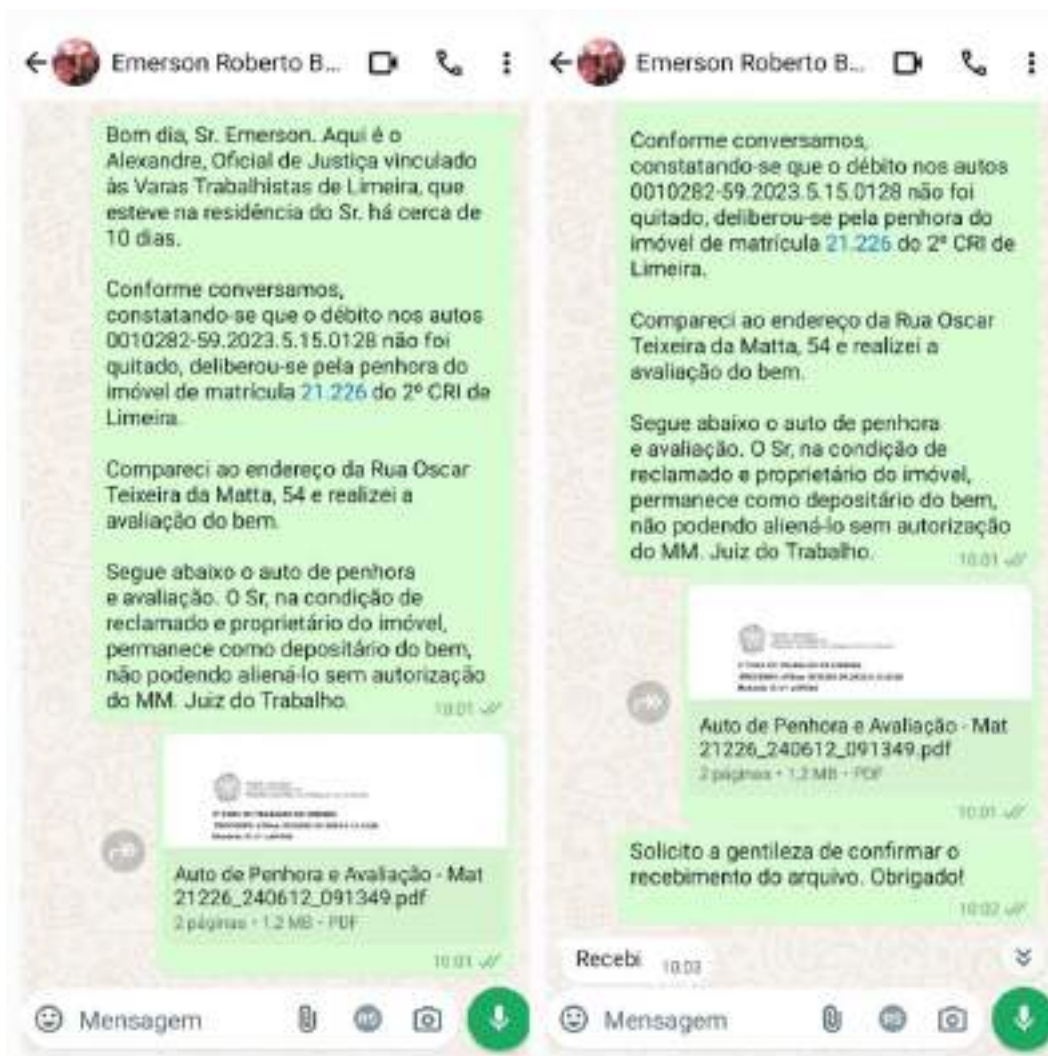 Emerson Roberto B...
Bom dia, Sr. Emerson. Aqui é o
Alexandre, Oficial de Justiça vinculado
às Varas Trabalhistas de Limeira, que
esteve na residência do Sr. há cerca de
10 dias.
Conforme conversamos,
constatando-se que o débito nos autos
0010282-59.2023.5.15.0128 não foi
quitado, deliberou-se pela penhora do
imóvel de matrícula 21.226 do 2º CRI de
Limeira.
Compareci ao endereço da Rua Oscar
Teixeira da Matta, 54 e realizei a
avaliação do bem.
Segue abaixo o auto de penhora
e avaliação. O Sr, na condição de
reclamado e proprietário do imóvel,
permanece como depositário do bem,
não podendo aliená-lo sem autorização
do MM. Juiz do Trabalho.
10:01
Auto de Penhora e Avaliação - Mat
21226_240612_091349.pdf
2 páginas • 1,2 MB • PDF
10:01
Mensagem
Emerson Roberto B...
Conforme conversamos,
constatando-se que o débito nos autos
0010282-59.2023.5.15.0128 não foi
quitado, deliberou-se pela penhora do
imóvel de matrícula 21.226 do 2º CRI de
Limeira.
Compareci ao endereço da Rua Oscar
Teixeira da Matta, 54 e realizei a
avaliação do bem.
Segue abaixo o auto de penhora
e avaliação. O Sr, na condição de
reclamado e proprietário do imóvel,
permanece como depositário do bem,
não podendo aliená-lo sem autorização
do MM. Juiz do Trabalho.
10:01
Auto de Penhora e Avaliação - Mat
21226_240612_091349.pdf
2 páginas • 1,2 MB • PDF
10:01
Solicito a gentileza de confirmar o
recebimento do arquivo. Obrigado!
10:02
Recebi 10:03
Mensagem